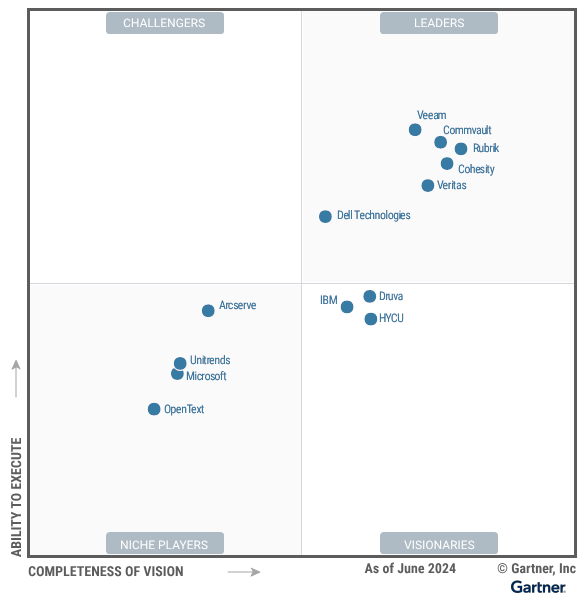 CHALLENGERS
LEADERS
Veeam
Commvault
Rubrik
Cohesity
Veritas
Dell Technologies
IBM
Druva
HYCU
Arcserve
Unitrends
Microsoft
OpenText
ABILITY TO EXECUTE
NICHE PLAYERS
VISIONARIES
COMPLETENESS OF VISION
As of June 2024
© Gartner, Inc
Gartner